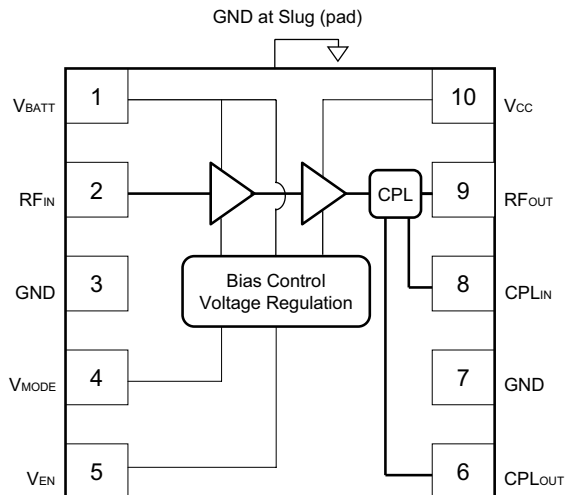 GND at Slug (pad)
VBATT 1 10 VCC
RFIN 2 CPL 9 RFOUT
GND 3 Bias Control
Voltage Regulation 8 CPLIN
VMODE 4 7 GND
VEN 5 6 CPLOUT